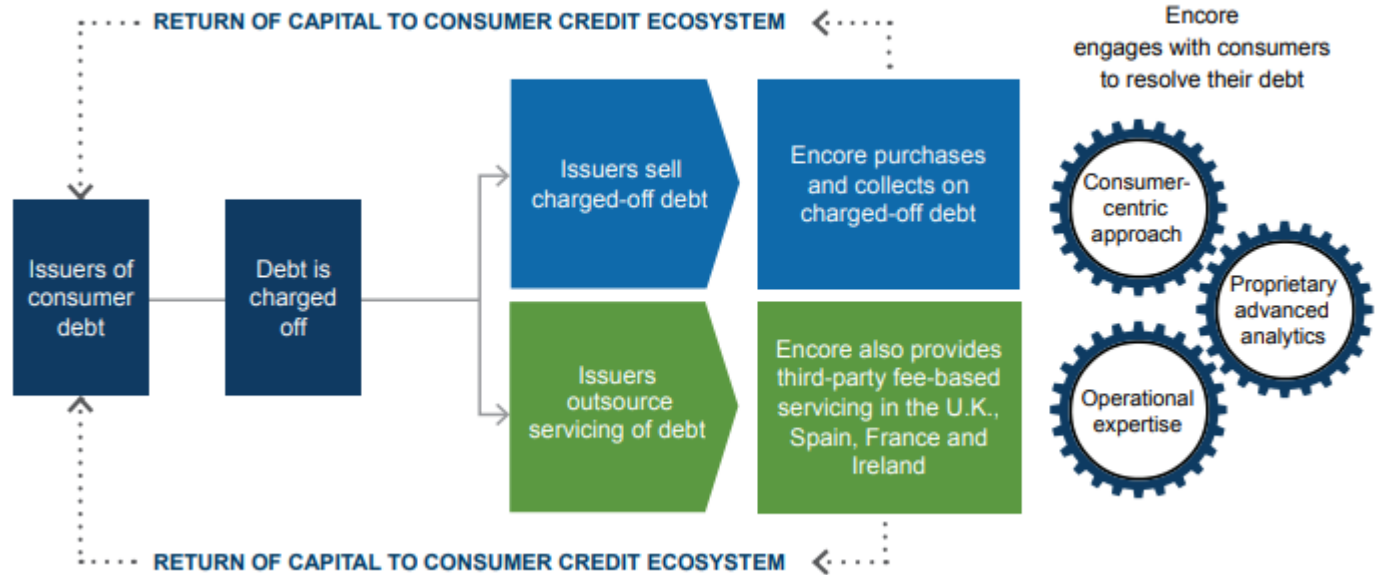 RETURN OF CAPITAL TO CONSUMER CREDIT ECOSYSTEM
Encore
engages with consumers
to resolve their debt
Issuers of
consumer
debt
Debt is
charged
off
Issuers sell
charged-off debt
Encore purchases
and collects on
charged-off debt
Issuers
outsource
servicing of debt
Encore also provides
third-party fee-based
servicing in the U.K.,
Spain, France and
Ireland
Consumer-
centric
approach
Proprietary
advanced
analytics
Operational
expertise
RETURN OF CAPITAL TO CONSUMER CREDIT ECOSYSTEM